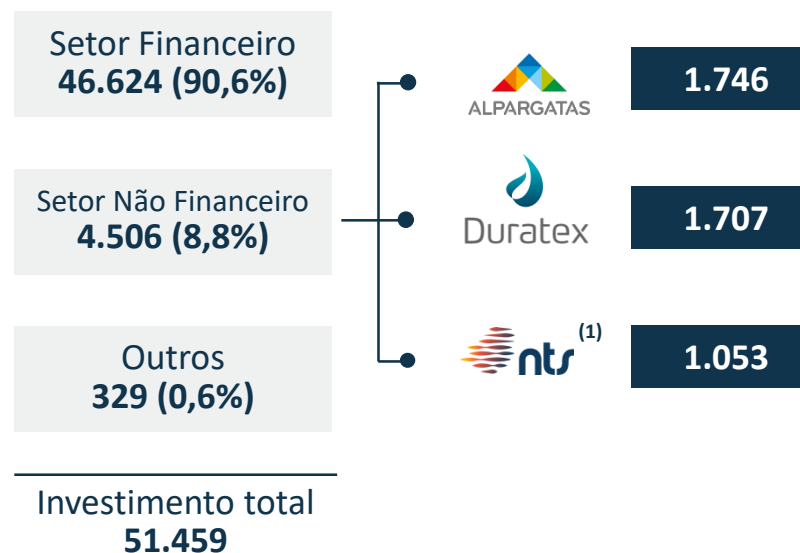 Setor Financeiro
46.624 (90,6%)
Setor Não Financeiro
4.506 (8,8%)
Outros
329 (0,6%)
Investimento total
51.459
ALPARGATAS
1.746
Duratex
1.707
nts (1)
1.053